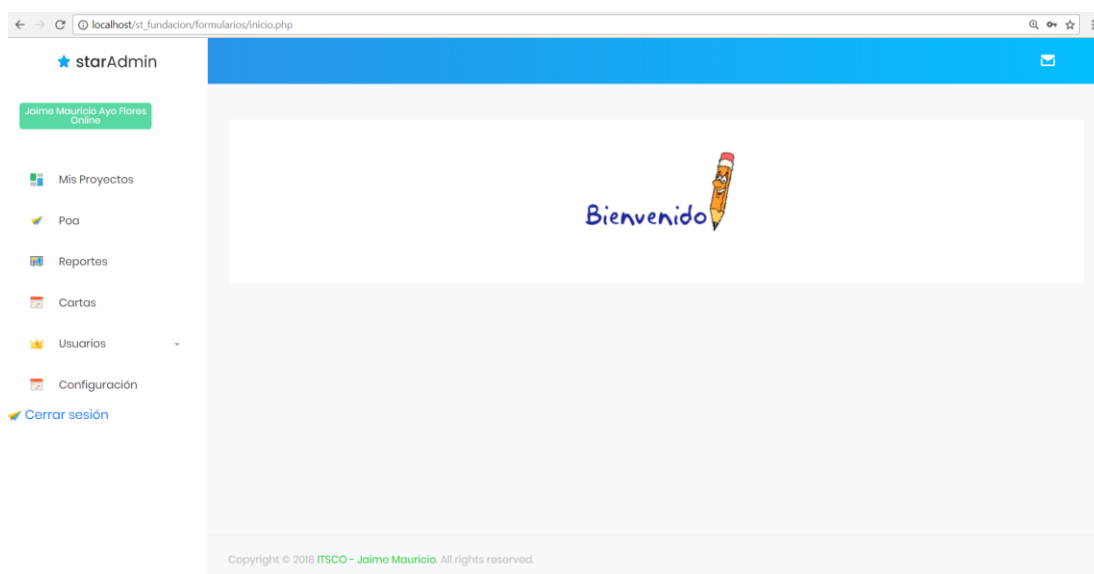 localhost/st_fundacion/formularios/inicio.php
starAdmin
Jaime Mauricio Ayo Flores
Online
Mis Proyectos
Poa
Reportes
Cartas
Usuarios
Configuración
Cerrar sesión
Bienvenido
Copyright © 2018 ITSCO - Jaime Mauricio. All rights reserved.